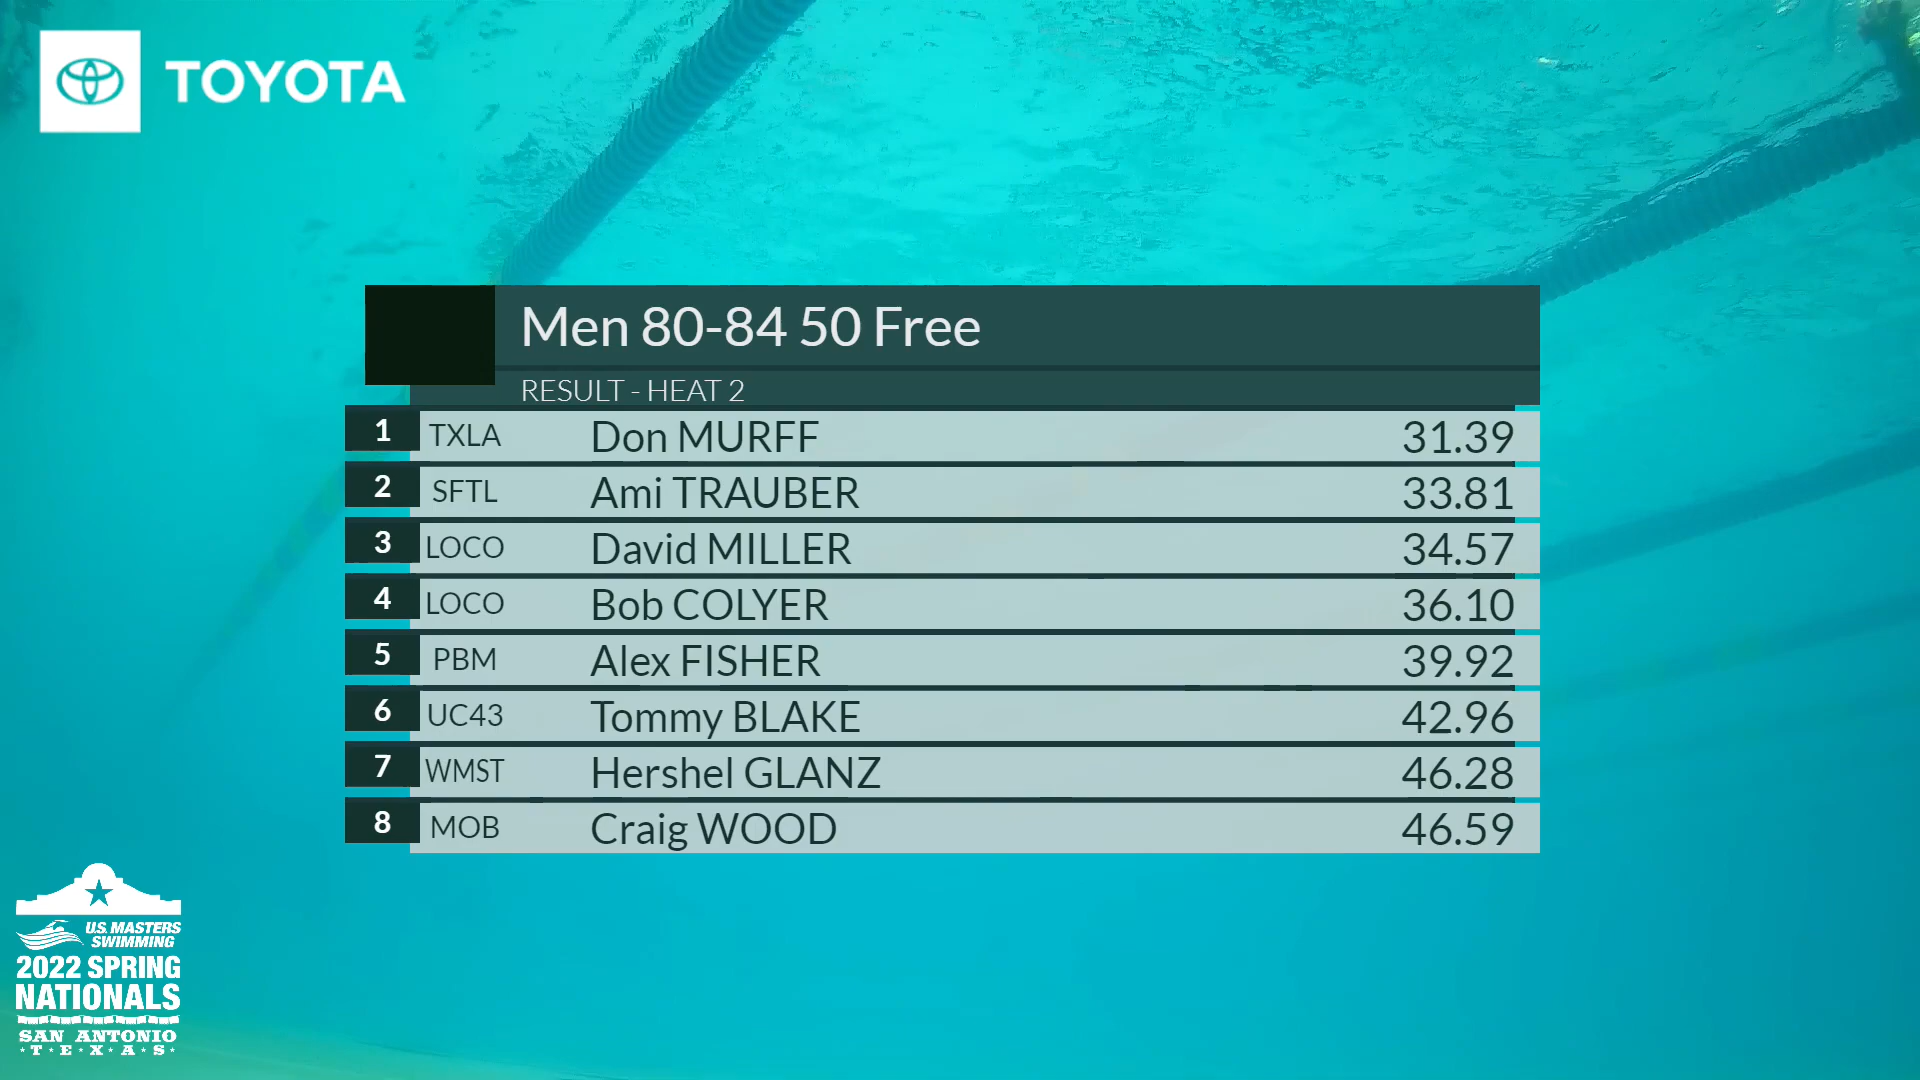 TOYOTA
Men 80-84 50 Free
RESULT - HEAT 2
1 TXLA Don MURFF 31.39
2 SFTL Ami TRAUBER 33.81
3 LOCO David MILLER 34.57
4 LOCO Bob COLYER 36.10
5 PBM Alex FISHER 39.92
6 UC43 Tommy BLAKE 42.96
7 WMST Hershel GLANZ 46.28
8 MOB Craig WOOD 46.59
U.S. MASTERS
SWIMMING
2022 SPRING
NATIONALS
SAN ANTONIO
T·E·X·A·S